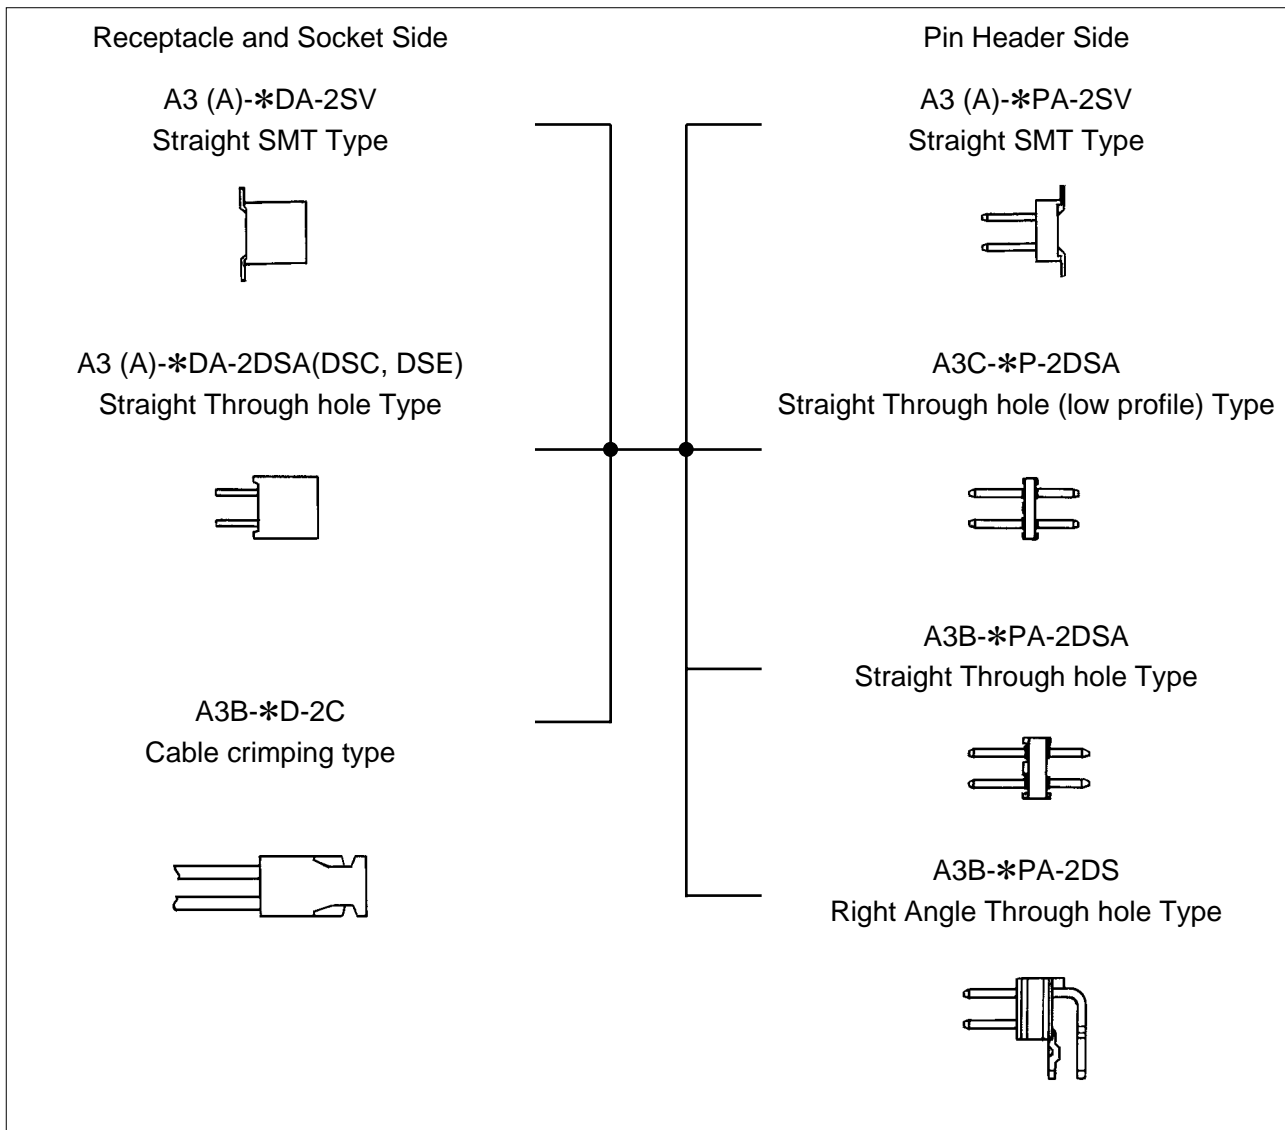 Receptacle and Socket Side
A3 (A)-✻DA-2SV
Straight SMT Type
A3 (A)-✻DA-2DSA(DSC, DSE)
Straight Through hole Type
A3B-✻D-2C
Cable crimping type
Pin Header Side
A3 (A)-✻PA-2SV
Straight SMT Type
A3C-✻P-2DSA
Straight Through hole (low profile) Type
A3B-✻PA-2DSA
Straight Through hole Type
A3B-✻PA-2DS
Right Angle Through hole Type